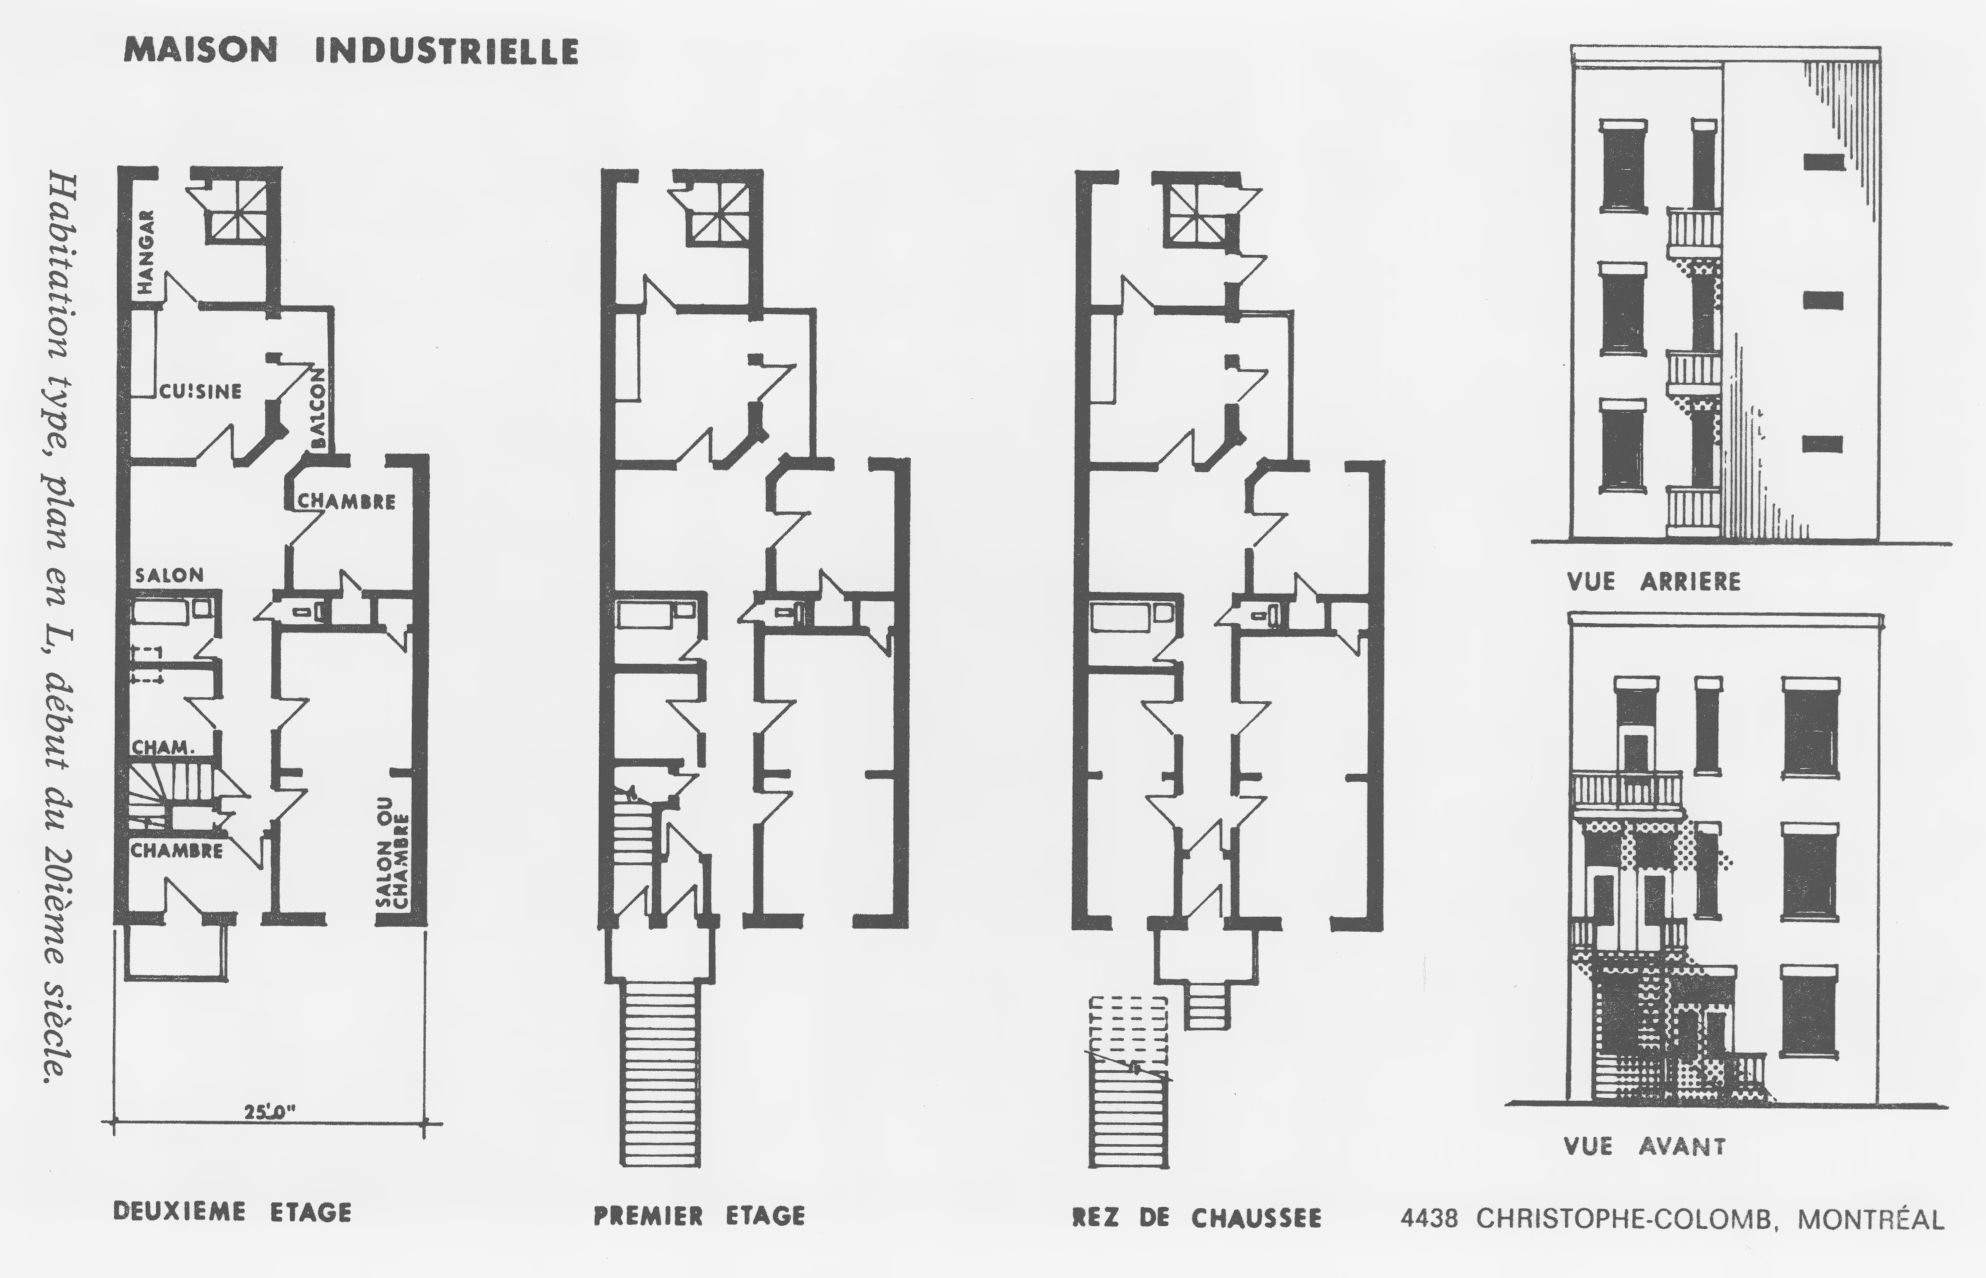 MAISON INDUSTRIELLE
Habitation type, plan en L, début du 20ième siècle.
HANGAR
CUISINE
BALCON
CHAMBRE
SALON
CHAM.
CHAMBRE
SALON OU
CHAMBRE
25'.0"
DEUXIEME ETAGE
PREMIER ETAGE
REZ DE CHAUSSEE
VUE ARRIERE
VUE AVANT
4438 CHRISTOPHE-COLOMB, MONTRÉAL